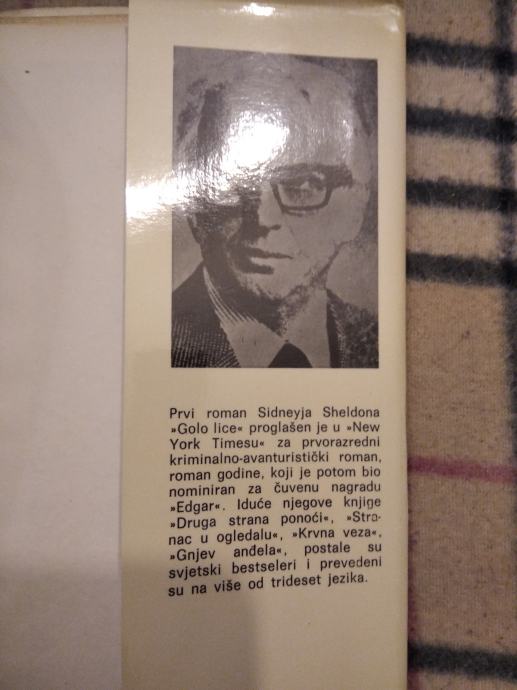 Prvi roman Sidneyja Sheldona
»Golo lice« proglašen je u »New
York Timesu« za prvorazredni
kriminalno-avanturistički roman,
roman godine, koji je potom bio
nominiran za čuvenu nagradu
»Edgar«. Iduće njegove knjige
»Druga strana ponoći«, »Stra-
nac u ogledalu«, »Krvna veza«,
»Gnjev anđela«, postale su
svjetski bestseleri i prevedeni
su na više od trideset jezika.